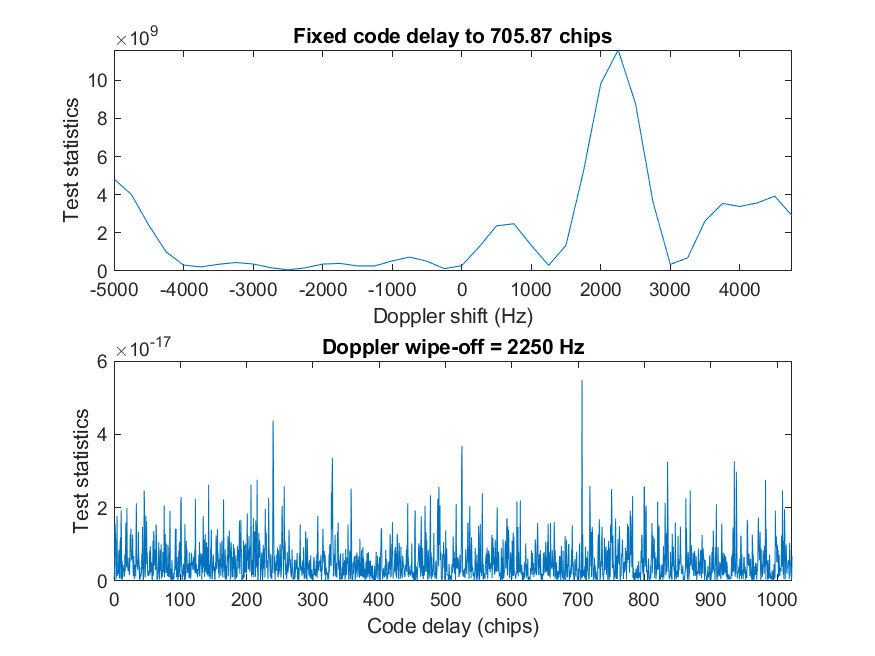 ×10^9
Fixed code delay to 705.87 chips
Test statistics
10
8
6
4
2
0
-5000 -4000 -3000 -2000 -1000 0 1000 2000 3000 4000
Doppler shift (Hz)
×10^-17
Doppler wipe-off = 2250 Hz
Test statistics
6
4
2
0
0 100 200 300 400 500 600 700 800 900 1000
Code delay (chips)